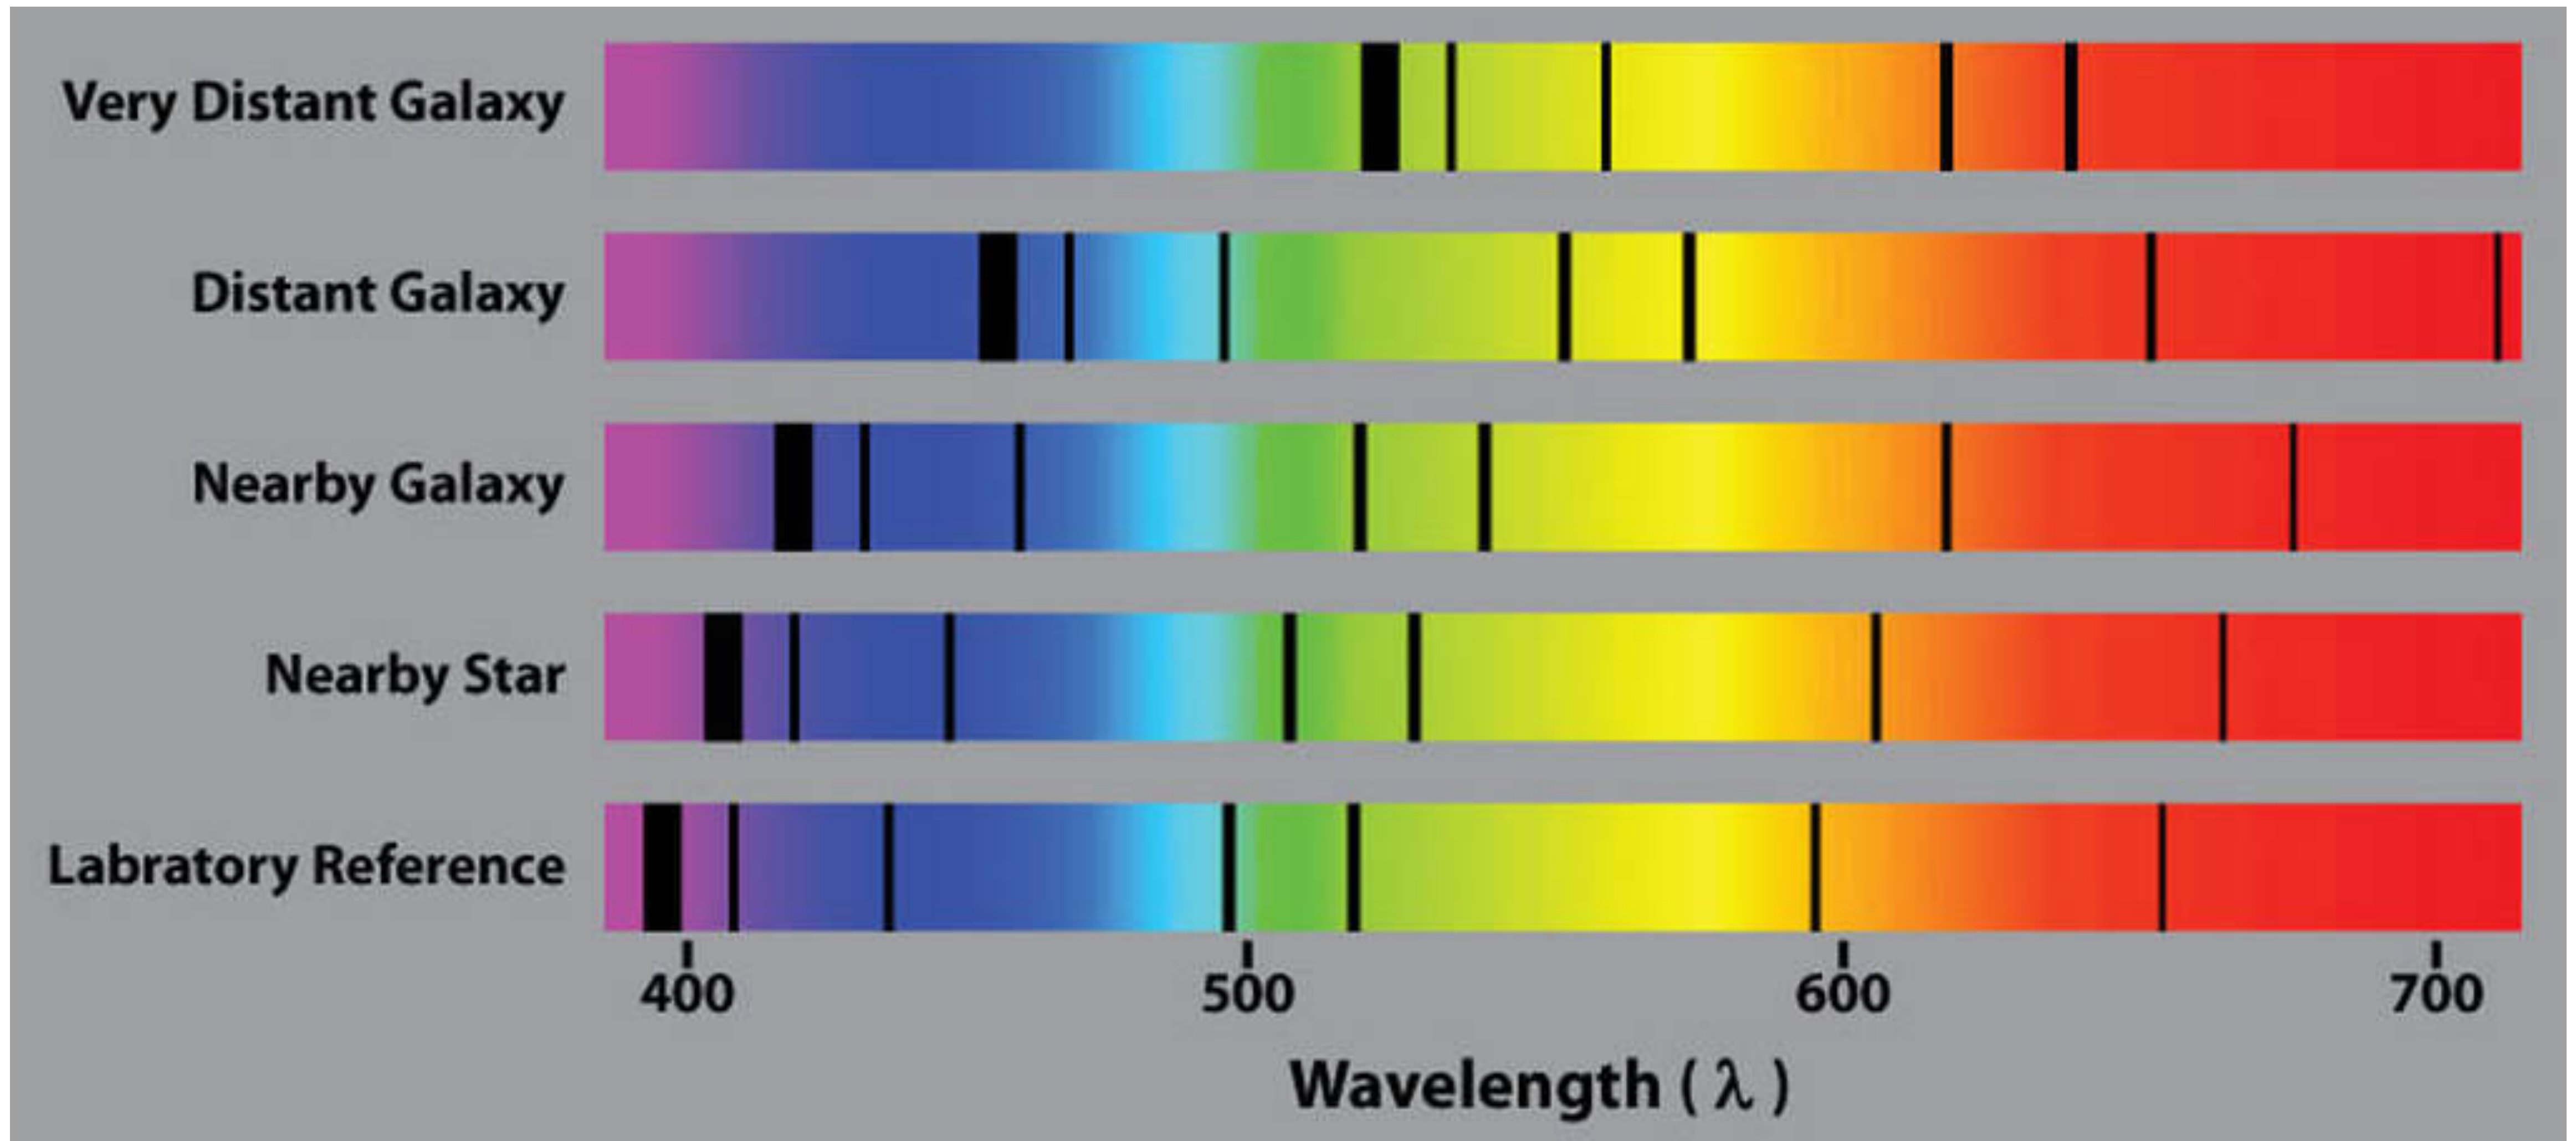 Very Distant Galaxy
Distant Galaxy
Nearby Galaxy
Nearby Star
Labratory Reference
400 500 600 700
Wavelength ( λ )